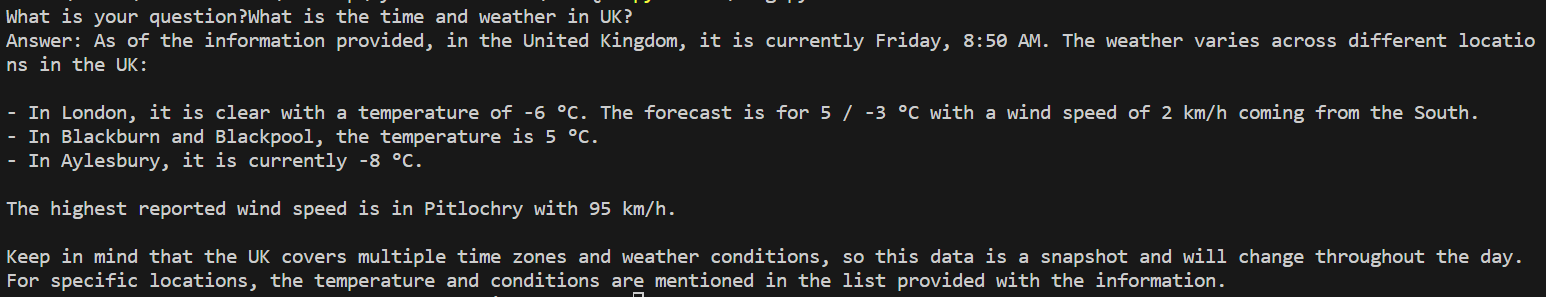 What is your question?What is the time and weather in UK?
Answer: As of the information provided, in the United Kingdom, it is currently Friday, 8:50 AM. The weather varies across different locatio
ns in the UK:
- In London, it is clear with a temperature of -6 °C. The forecast is for 5 / -3 °C with a wind speed of 2 km/h coming from the South.
- In Blackburn and Blackpool, the temperature is 5 °C.
- In Aylesbury, it is currently -8 °C.
The highest reported wind speed is in Pitlochry with 95 km/h.
Keep in mind that the UK covers multiple time zones and weather conditions, so this data is a snapshot and will change throughout the day.
For specific locations, the temperature and conditions are mentioned in the list provided with the information.